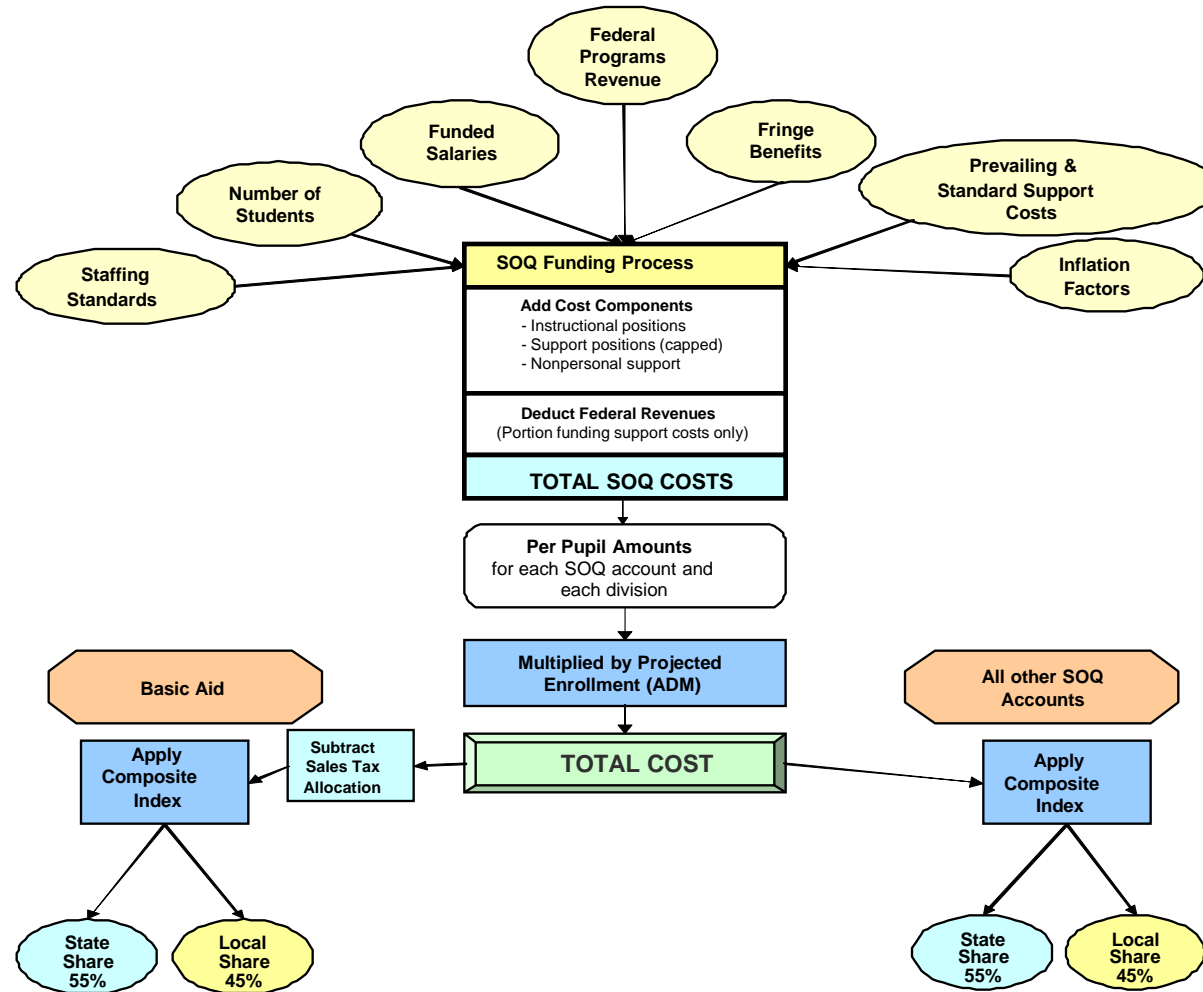 Federal
Programs
Revenue
Funded
Salaries
Fringe
Benefits
Number of
Students
Prevailing &
Standard Support
Costs
Staffing
Standards
Inflation
Factors
SOQ Funding Process
Add Cost Components
- Instructional positions
- Support positions (capped)
- Nonpersonal support
Deduct Federal Revenues
(Portion funding support costs only)
TOTAL SOQ COSTS
Per Pupil Amounts
for each SOQ account and
each division
Multiplied by Projected
Enrollment (ADM)
Basic Aid
All other SOQ
Accounts
Apply
Composite
Index
Subtract
Sales Tax
Allocation
TOTAL COST
Apply
Composite
Index
State
Share
55%
Local
Share
45%
State
Share
55%
Local
Share
45%